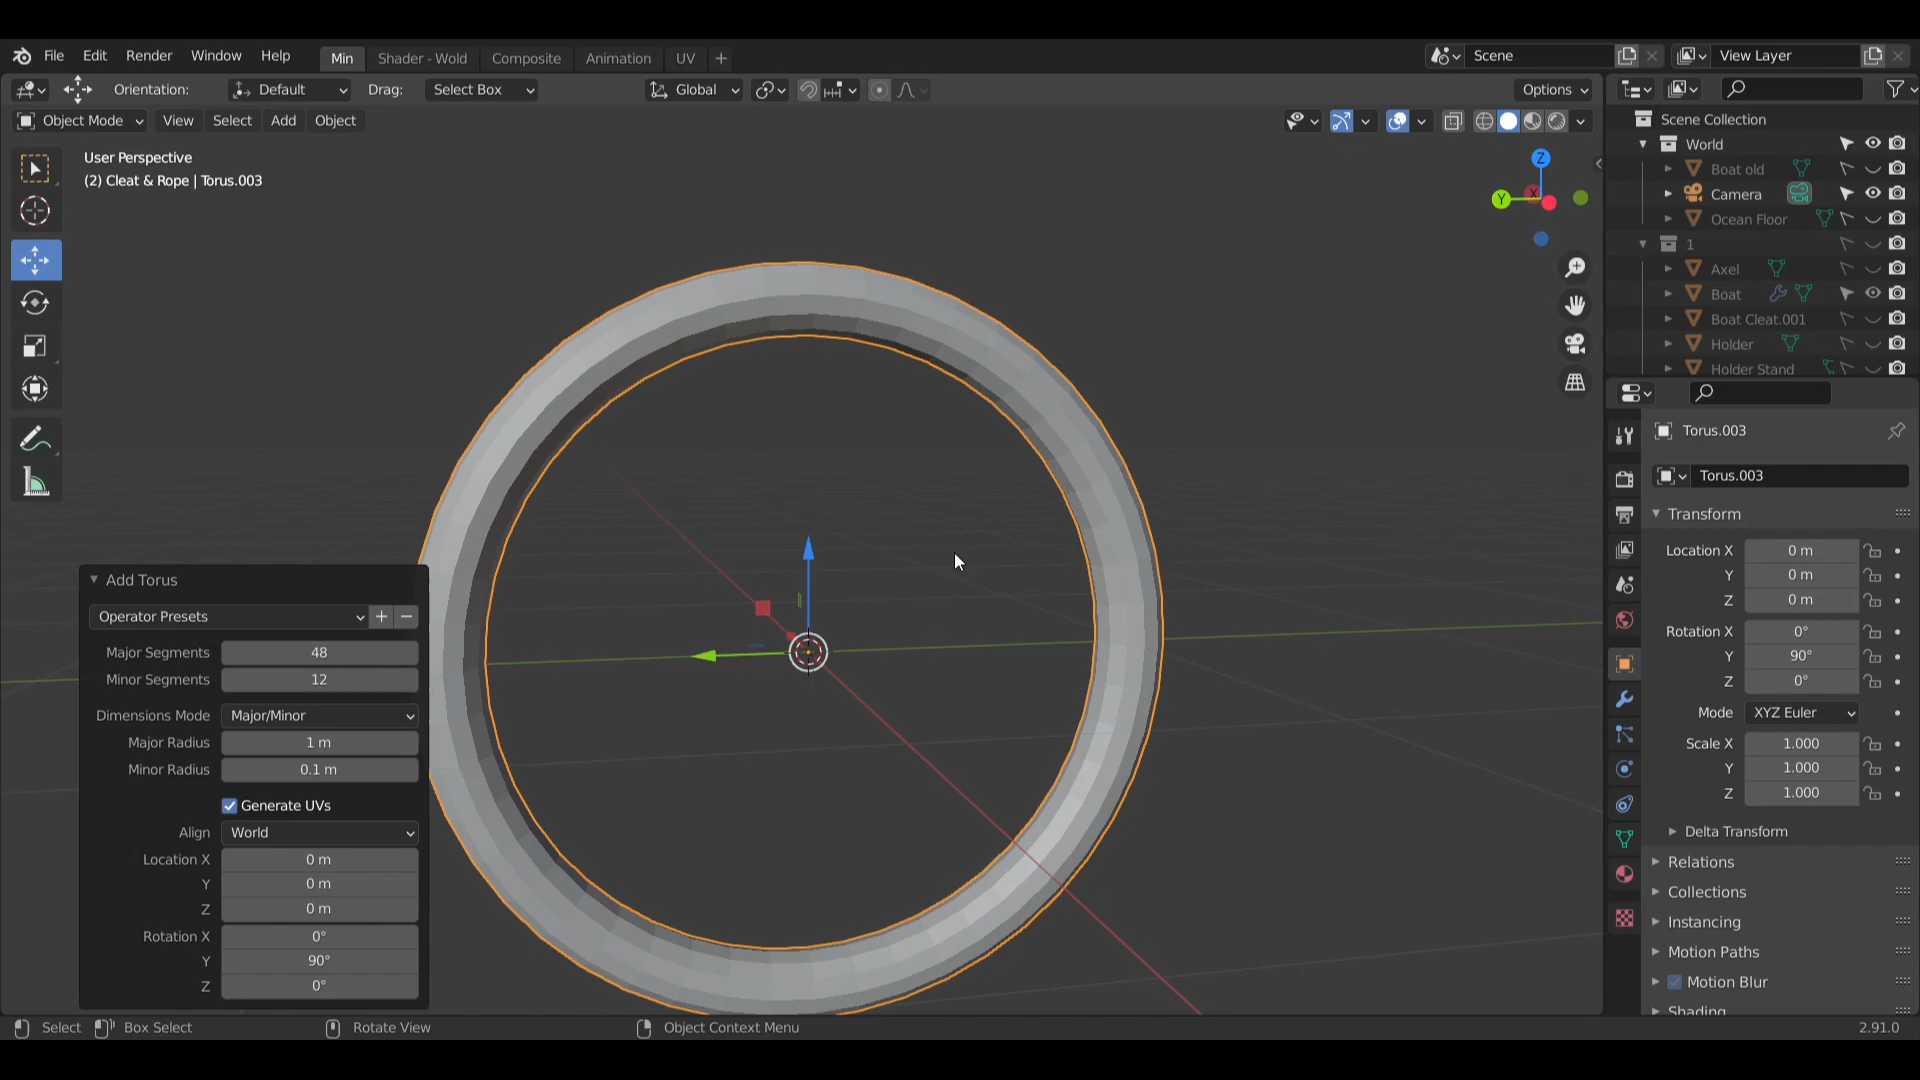 File Edit Render Window Help Min Shader - Wold Composite Animation UV + Scene View Layer
Orientation: Default Drag: Select Box Global Options
Object Mode View Select Add Object
User Perspective
(2) Cleat & Rope | Torus.003
Z
Y X
Scene Collection
World
Boat old
Camera
Ocean Floor
1
Axel
Boat
Boat Cleat.001
Holder
Holder Stand
Torus.003
Torus.003
Transform
Location X 0 m
Y 0 m
Z 0 m
Rotation X 0°
Y 90°
Z 0°
Mode XYZ Euler
Scale X 1.000
Y 1.000
Z 1.000
Delta Transform
Relations
Collections
Instancing
Motion Paths
Motion Blur
Shading
Add Torus
Operator Presets + −
Major Segments 48
Minor Segments 12
Dimensions Mode Major/Minor
Major Radius 1 m
Minor Radius 0.1 m
Generate UVs
Align World
Location X 0 m
Y 0 m
Z 0 m
Rotation X 0°
Y 90°
Z 0°
Select Box Select Rotate View Object Context Menu 2.91.0